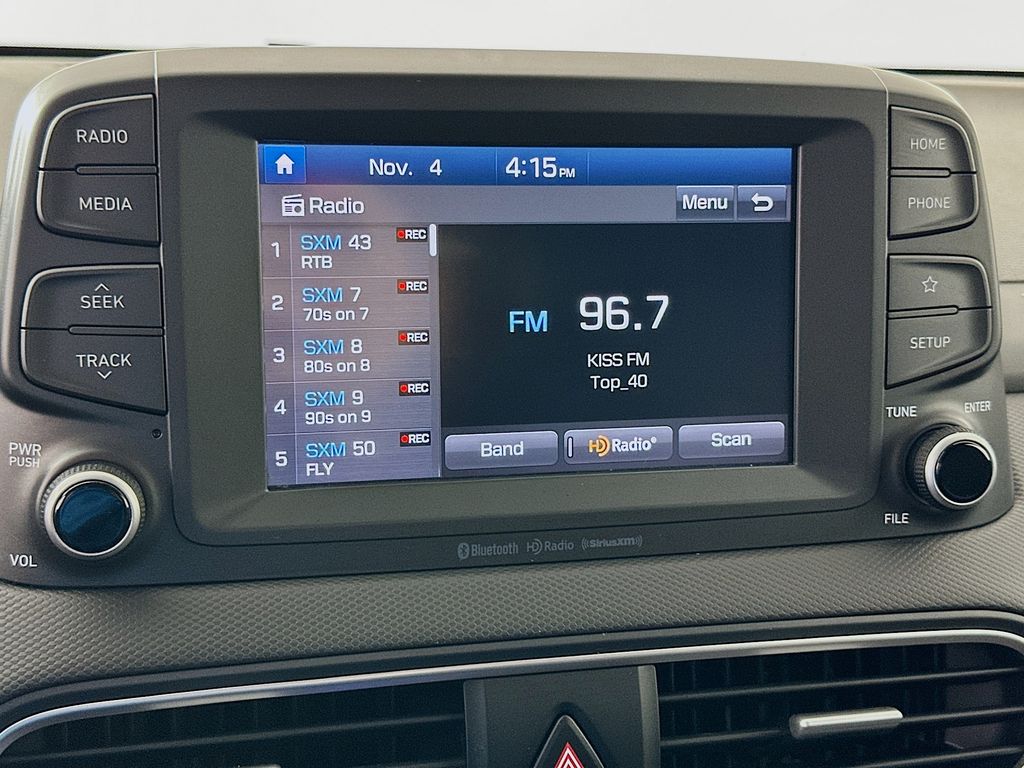 RADIO
MEDIA
SEEK
TRACK
PWR
PUSH
VOL
Nov. 4 4:15PM
Radio
Menu
1 SXM 43 REC
RTB
2 SXM 7 REC
70s on 7
3 SXM 8 REC
80s on 8
4 SXM 9 REC
90s on 9
5 SXM 50 REC
FLY
FM 96.7
KISS FM
Top_40
Band
HD Radio®
Scan
Bluetooth HD Radio ((SiriusXM))
HOME
PHONE
SETUP
TUNE
ENTER
FILE